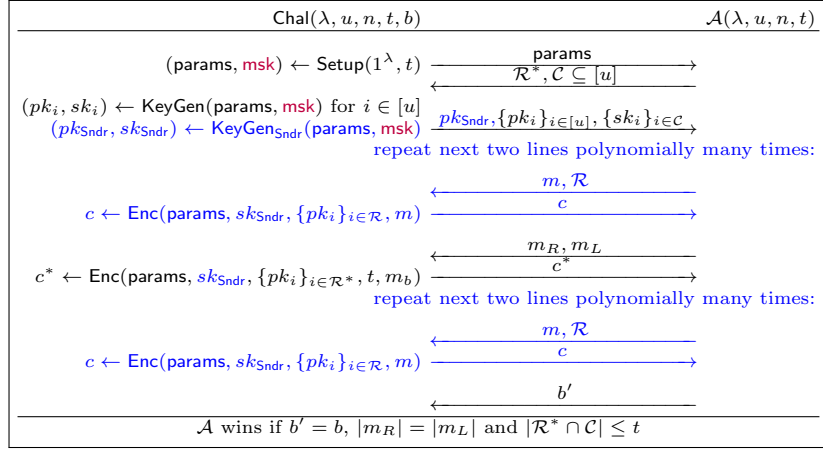 Chal(λ, u, n, t, b) A(λ, u, n, t)
(params, msk) ← Setup(1^λ, t) params
R*, C ⊆ [u]
(pk_i, sk_i) ← KeyGen(params, msk) for i ∈ [u]
(pk_Sndr, sk_Sndr) ← KeyGen_Sndr(params, msk) pk_Sndr, {pk_i}_{i∈[u]}, {sk_i}_{i∈C}
repeat next two lines polynomially many times:
m, R
c ← Enc(params, sk_Sndr, {pk_i}_{i∈R}, m) c
m_R, m_L
c* ← Enc(params, sk_Sndr, {pk_i}_{i∈R*}, t, m_b) c*
repeat next two lines polynomially many times:
m, R
c ← Enc(params, sk_Sndr, {pk_i}_{i∈R}, m) c
b′
A wins if b′ = b, |m_R| = |m_L| and |R* ∩ C| ≤ t